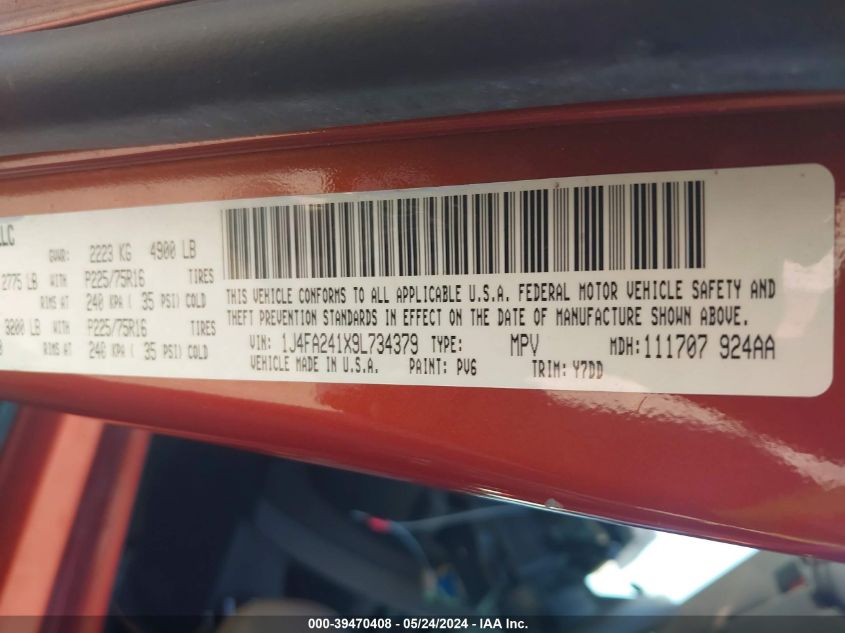 LLC
GVWR: 2223 KG 4900 LB
2775 LB WITH P225/75R16 TIRES
RIMS AT 240 KPA ( 35 PSI) COLD
3200 LB WITH P225/75R16 TIRES
RIMS AT 240 KPA ( 35 PSI) COLD
THIS VEHICLE CONFORMS TO ALL APPLICABLE U.S.A. FEDERAL MOTOR VEHICLE SAFETY AND
THEFT PREVENTION STANDARDS IN EFFECT ON THE DATE OF MANUFACTURE SHOWN ABOVE.
VIN: 1J4FA241X9L734379 TYPE: MPV MDH: 111707 924AA
VEHICLE MADE IN U.S.A. PAINT: PV6 TRIM: Y7DD
000-39470408 - 05/24/2024 - IAA Inc.